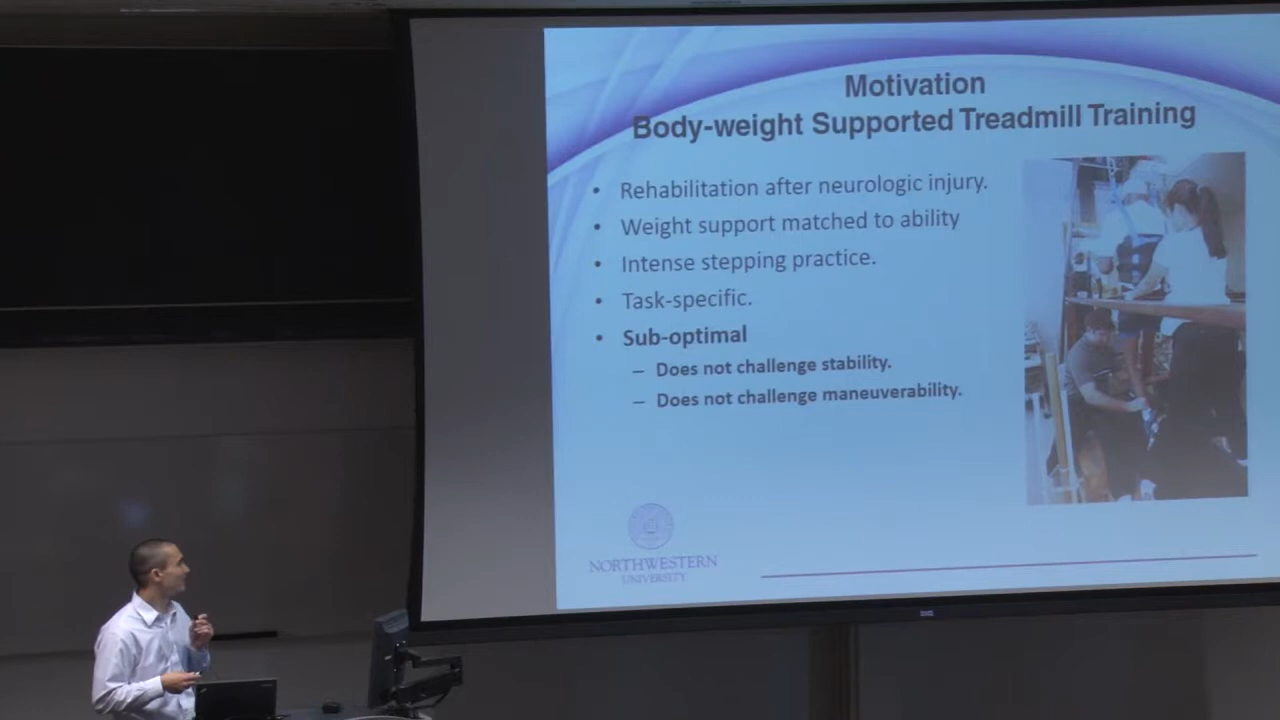 Motivation
Body-weight Supported Treadmill Training
• Rehabilitation after neurologic injury.
• Weight support matched to ability
• Intense stepping practice.
• Task-specific.
• Sub-optimal
– Does not challenge stability.
– Does not challenge maneuverability.
NORTHWESTERN
UNIVERSITY